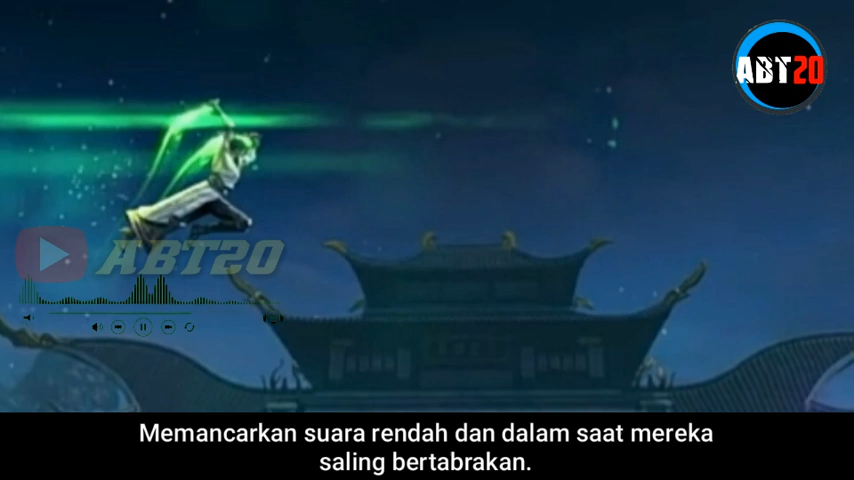 ABT20
ABT20
Memancarkan suara rendah dan dalam saat mereka
saling bertabrakan.